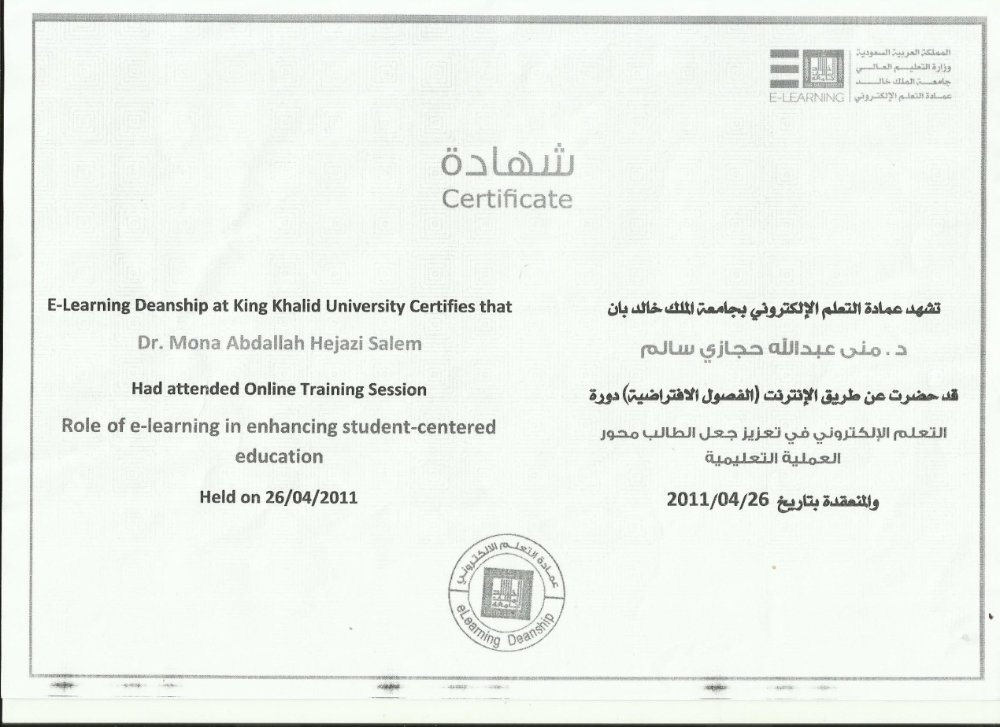 المملكة العربية السعودية
وزارة التعليم العالي
جامعة الملك خالد
عمادة التعلم الإلكتروني
E-LEARNING
شهادة
Certificate
E-Learning Deanship at King Khalid University Certifies that
Dr. Mona Abdallah Hejazi Salem
Had attended Online Training Session
Role of e-learning in enhancing student-centered
education
Held on 26/04/2011
تشهد عمادة التعلم الإلكتروني بجامعة الملك خالد بان
د. منى عبدالله حجازي سالم
قد حضرت عن طريق الإنترنت (الفصول الافتراضية) دورة
التعلم الإلكتروني في تعزيز جعل الطالب محور
العملية التعليمية
والمنعقدة بتاريخ 2011/04/26
عمادة التعلم الالكتروني
eLearning Deanship